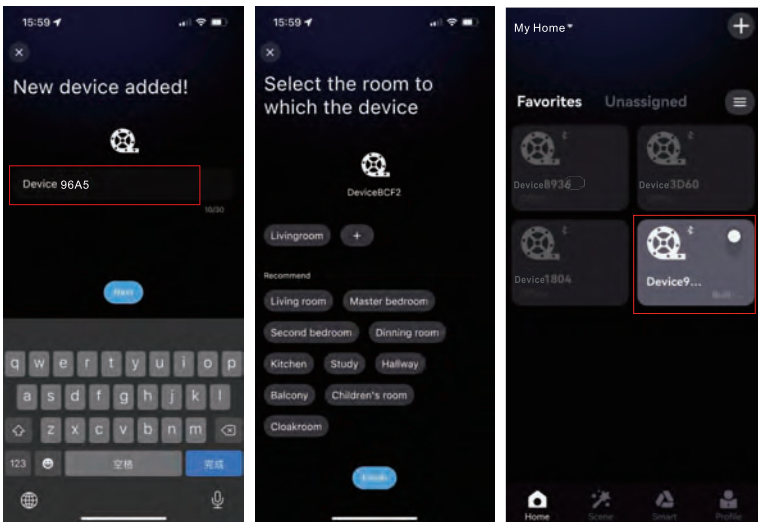 15:59
New device added!
Device 96A5
10/30
Next
q w e r t y u i o p
a s d f g h j k l
z x c v b n m
123
空格
完成
15:59
Select the room to
which the device
DeviceBCF2
Livingroom
+
Recommend
Living room
Master bedroom
Second bedroom
Dinning room
Kitchen
Study
Hallway
Balcony
Children's room
Cloakroom
My Home
Favorites
Unassigned
Device8936
Device3D60
Device1804
Device9...
Home
Scene
Smart
Profile